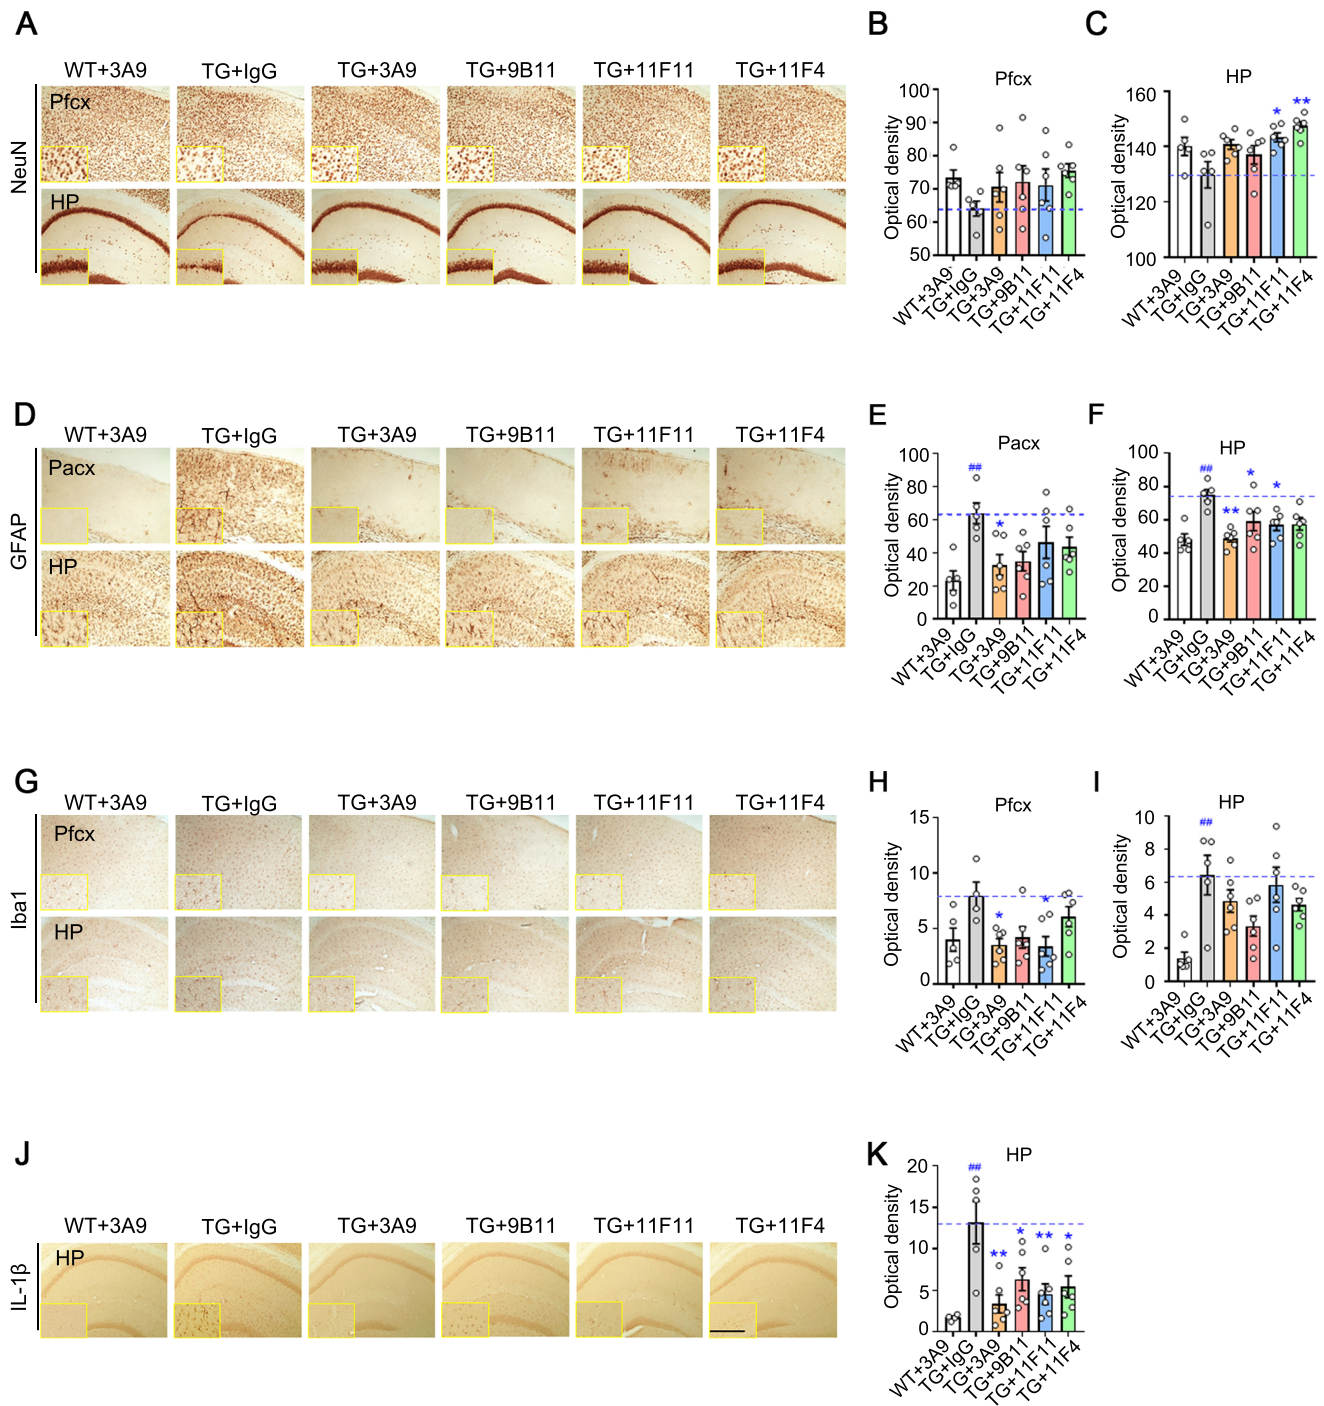 A
WT+3A9 TG+IgG TG+3A9 TG+9B11 TG+11F11 TG+11F4
NeuN
Pfcx
HP
B
Pfcx
Optical density
100
90
80
70
60
50
WT+3A9 TG+IgG TG+3A9 TG+9B11 TG+11F11 TG+11F4
C
HP
Optical density
* **
160
140
120
100
WT+3A9 TG+IgG TG+3A9 TG+9B11 TG+11F11 TG+11F4
D
WT+3A9 TG+IgG TG+3A9 TG+9B11 TG+11F11 TG+11F4
GFAP
Pacx
HP
E
Pacx
Optical density
## *
100
80
60
40
20
0
WT+3A9 TG+IgG TG+3A9 TG+9B11 TG+11F11 TG+11F4
F
HP
Optical density
## ** * *
100
80
60
40
20
0
WT+3A9 TG+IgG TG+3A9 TG+9B11 TG+11F11 TG+11F4
G
WT+3A9 TG+IgG TG+3A9 TG+9B11 TG+11F11 TG+11F4
Iba1
Pfcx
HP
H
Pfcx
Optical density
* *
15
10
5
0
WT+3A9 TG+IgG TG+3A9 TG+9B11 TG+11F11 TG+11F4
I
HP
Optical density
##
10
8
6
4
2
0
WT+3A9 TG+IgG TG+3A9 TG+9B11 TG+11F11 TG+11F4
J
WT+3A9 TG+IgG TG+3A9 TG+9B11 TG+11F11 TG+11F4
IL-1β
HP
K
HP
Optical density
## ** * ** *
20
15
10
5
0
WT+3A9 TG+IgG TG+3A9 TG+9B11 TG+11F11 TG+11F4